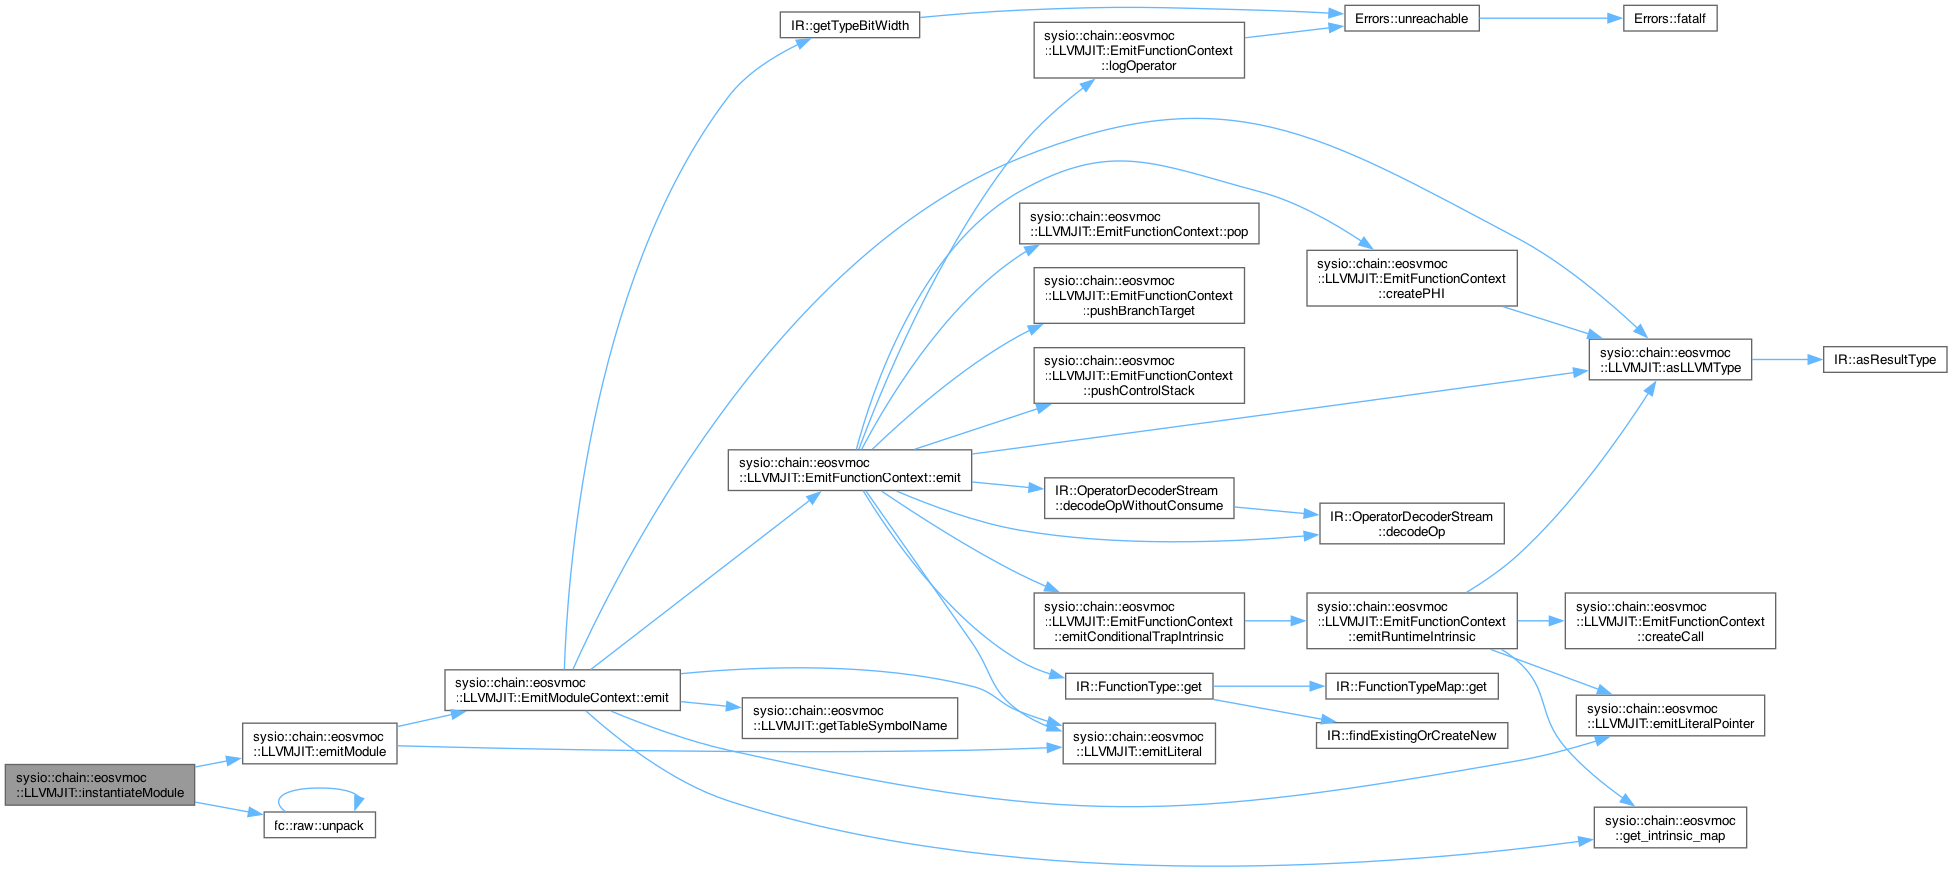 IR::getTypeBitWidth
Errors::unreachable
Errors::fatalf
sysio::chain::eosvmoc
::LLVMJIT::EmitFunctionContext
::logOperator
sysio::chain::eosvmoc
::LLVMJIT::EmitFunctionContext::pop
sysio::chain::eosvmoc
::LLVMJIT::EmitFunctionContext
::createPHI
sysio::chain::eosvmoc
::LLVMJIT::EmitFunctionContext
::pushBranchTarget
sysio::chain::eosvmoc
::LLVMJIT::asLLVMType
IR::asResultType
sysio::chain::eosvmoc
::LLVMJIT::EmitFunctionContext
::pushControlStack
sysio::chain::eosvmoc
::LLVMJIT::EmitFunctionContext::emit
IR::OperatorDecoderStream
::decodeOpWithoutConsume
IR::OperatorDecoderStream
::decodeOp
sysio::chain::eosvmoc
::LLVMJIT::EmitFunctionContext
::emitConditionalTrapIntrinsic
sysio::chain::eosvmoc
::LLVMJIT::EmitFunctionContext
::emitRuntimeIntrinsic
sysio::chain::eosvmoc
::LLVMJIT::EmitFunctionContext
::createCall
sysio::chain::eosvmoc
::LLVMJIT::EmitModuleContext::emit
IR::FunctionType::get
IR::FunctionTypeMap::get
sysio::chain::eosvmoc
::LLVMJIT::getTableSymbolName
sysio::chain::eosvmoc
::LLVMJIT::emitLiteralPointer
IR::findExistingOrCreateNew
sysio::chain::eosvmoc
::LLVMJIT::emitModule
sysio::chain::eosvmoc
::LLVMJIT::emitLiteral
sysio::chain::eosvmoc
::LLVMJIT::instantiateModule
fc::raw::unpack
sysio::chain::eosvmoc
::get_intrinsic_map